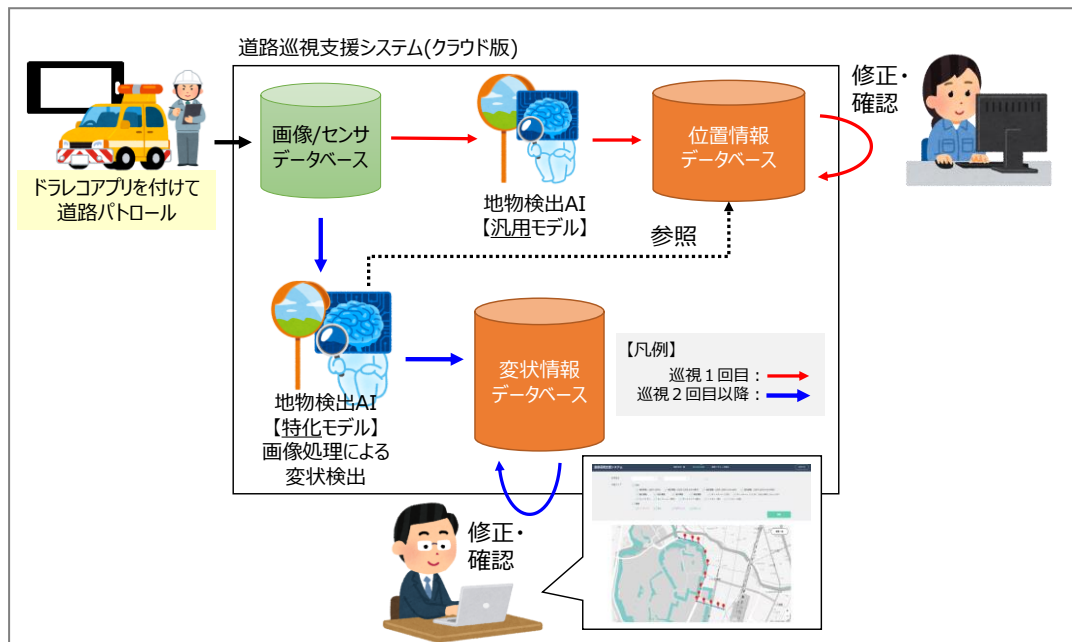 道路巡視支援システム(クラウド版)
ドラレコアプリを付けて
道路パトロール
画像/センサ
データベース
地物検出AI
【汎用モデル】
位置情報
データベース
修正・
確認
参照
地物検出AI
【特化モデル】
画像処理による
変状検出
変状情報
データベース
【凡例】
巡視１回目：
巡視２回目以降：
修正・
確認